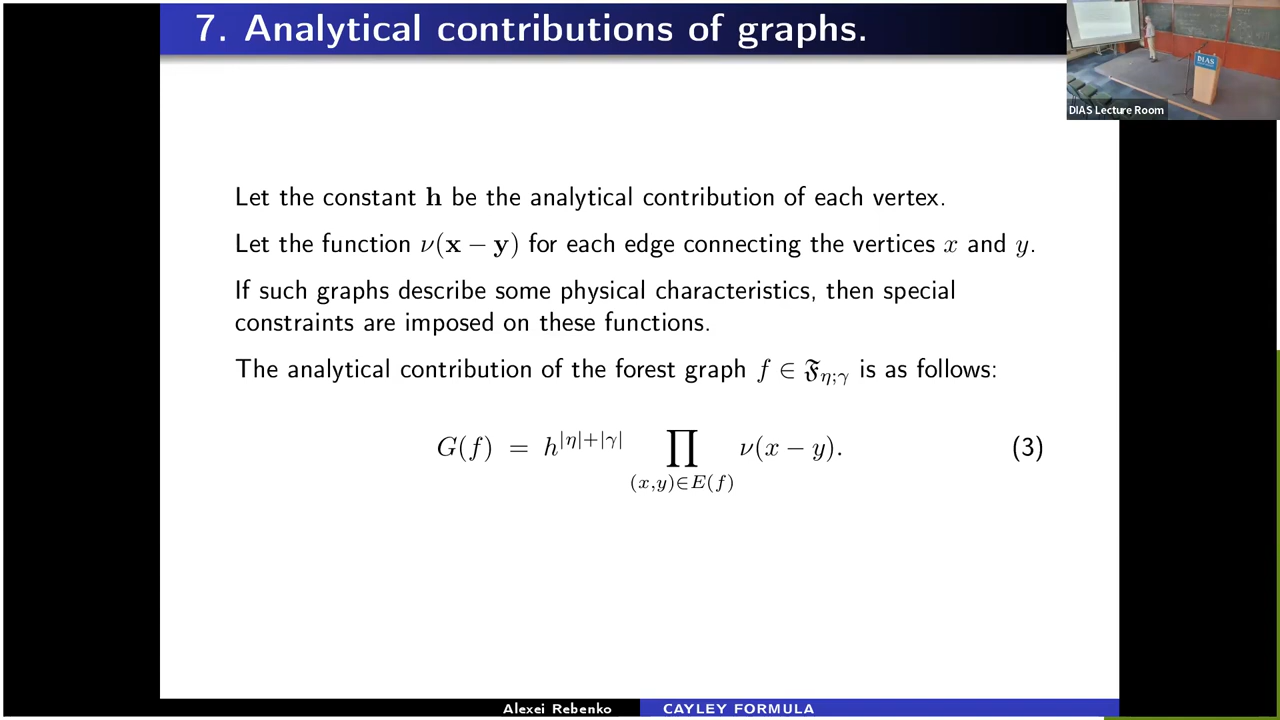 7. Analytical contributions of graphs.
DIAS
DIAS Lecture Room
Let the constant h be the analytical contribution of each vertex.
Let the function ν(x − y) for each edge connecting the vertices x and y.
If such graphs describe some physical characteristics, then special
constraints are imposed on these functions.
The analytical contribution of the forest graph f ∈ 𝔉_{η;γ} is as follows:
G(f) = h^{|η|+|γ|} ∏_{(x,y)∈E(f)} ν(x − y). (3)
Alexei Rebenko CAYLEY FORMULA